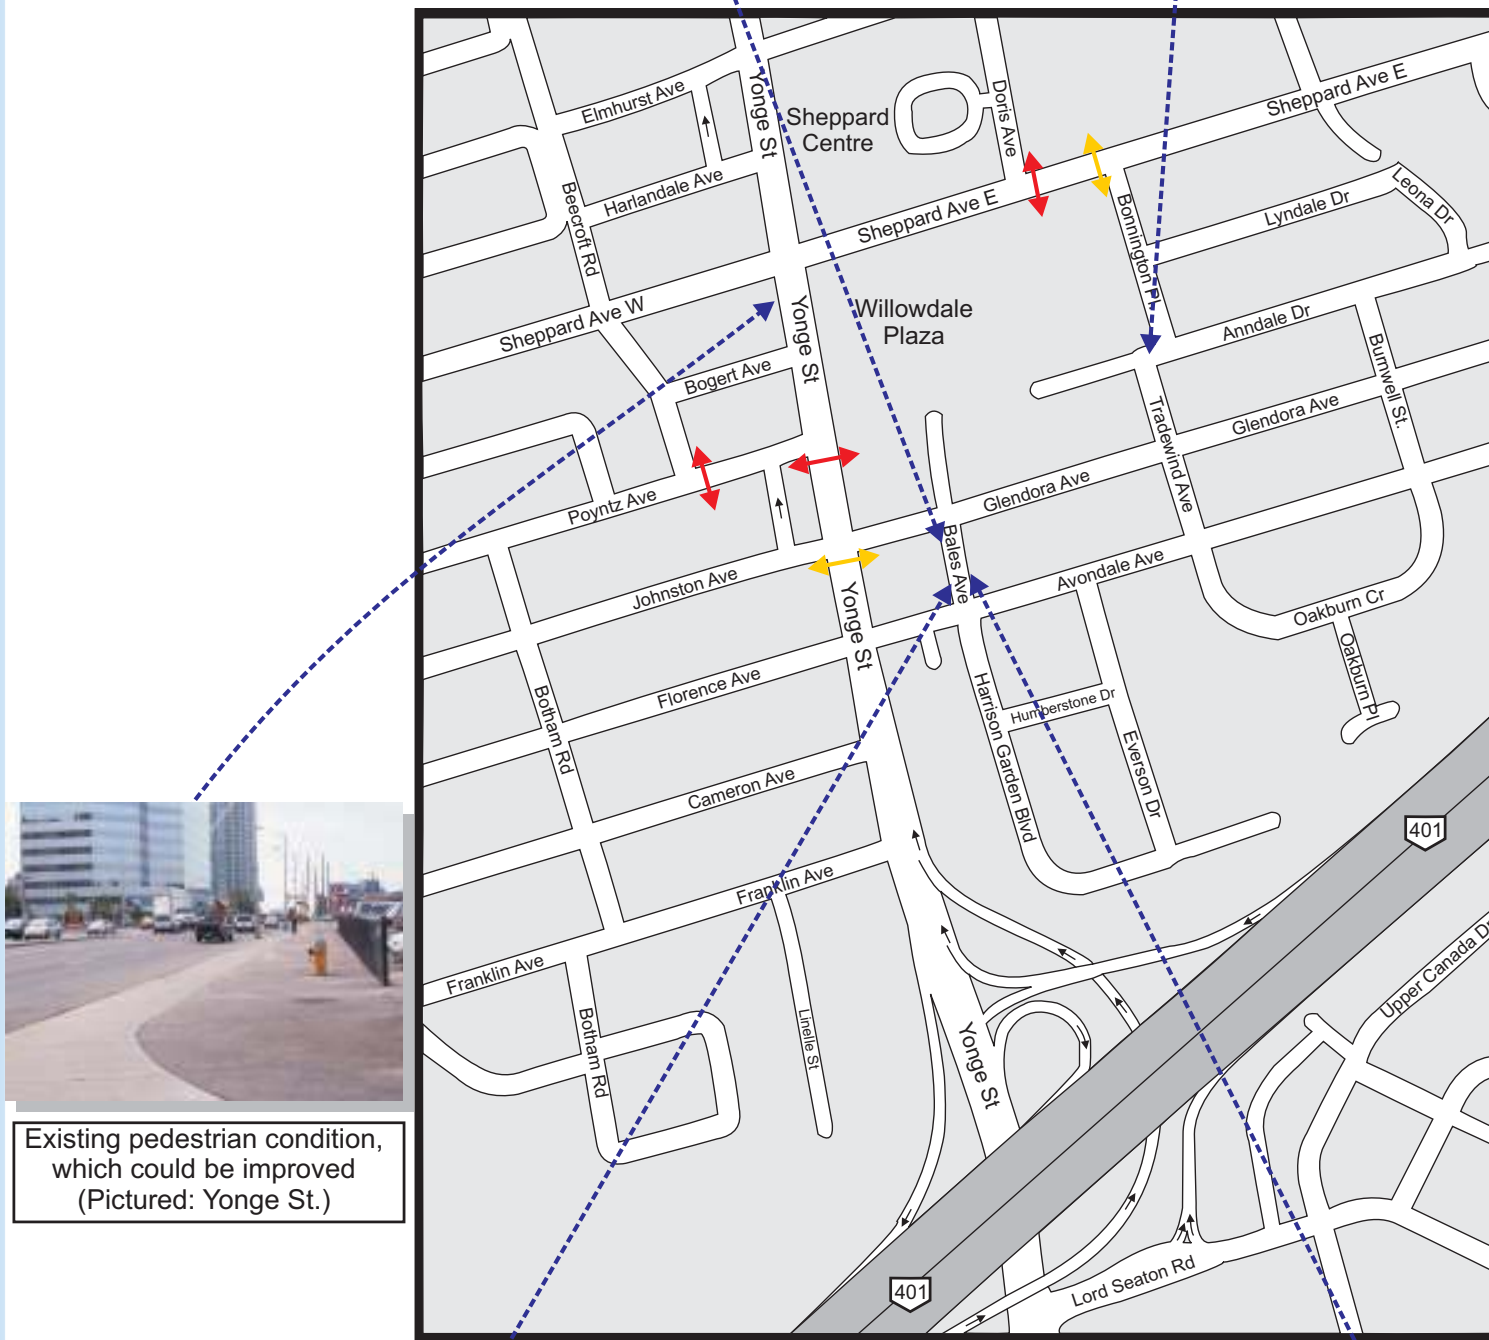 Elmhurst Ave
Yonge St
Sheppard
Centre
Doris Ave
Sheppard Ave E
Harlandale Ave
Beecroft Rd
Sheppard Ave E
Bonnington Pl
Lyndale Dr
Leona Dr
Sheppard Ave W
Yonge St
Willowdale
Plaza
Anndale Dr
Bogert Ave
Burnwell St.
Tradewind Ave
Glendora Ave
Poyntz Ave
Glendora Ave
Bales Ave
Johnston Ave
Avondale Ave
Yonge St
Oakburn Cr
Oakburn Pl
Florence Ave
Botham Rd
Harrison Garden Blvd
Humberstone Dr
Everson Dr
Cameron Ave
401
Franklin Ave
Franklin Ave
Upper Canada Dr
Botham Rd
Linelle St
Yonge St
Lord Seaton Rd
401
Existing pedestrian condition,
which could be improved
(Pictured: Yonge St.)